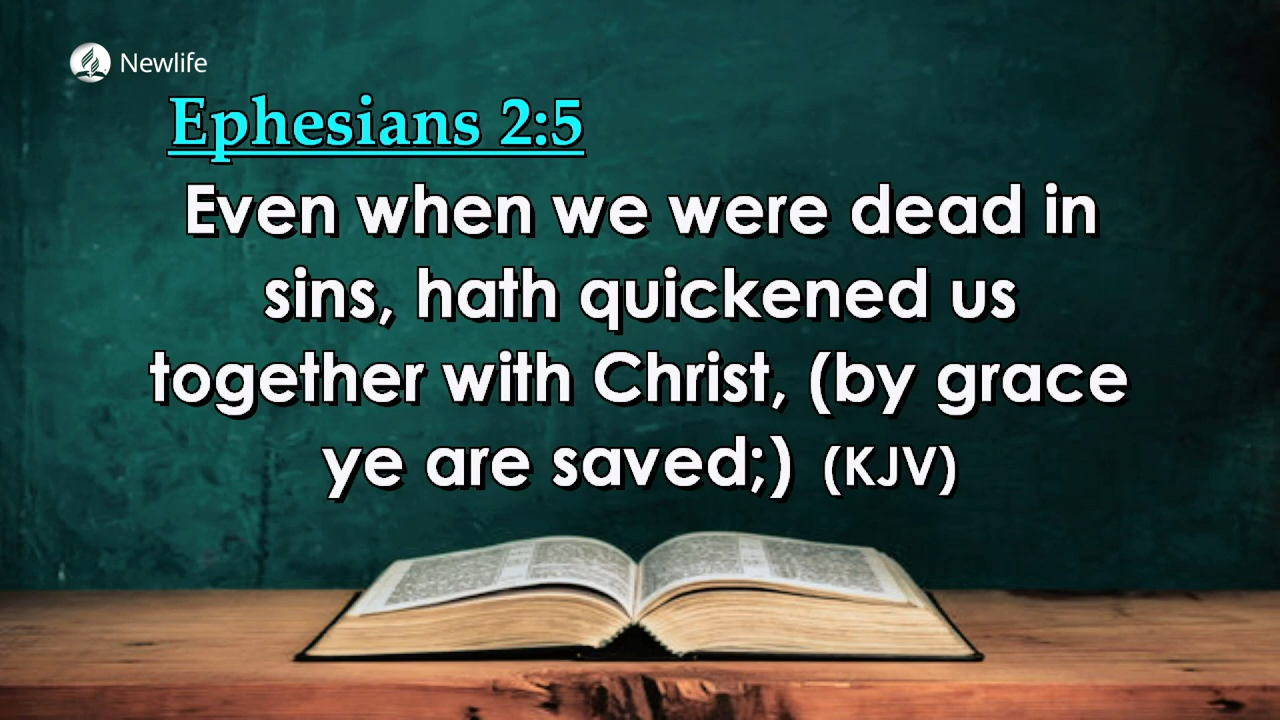 Newlife
Ephesians 2:5
Even when we were dead in
sins, hath quickened us
together with Christ, (by grace
ye are saved;) (KJV)